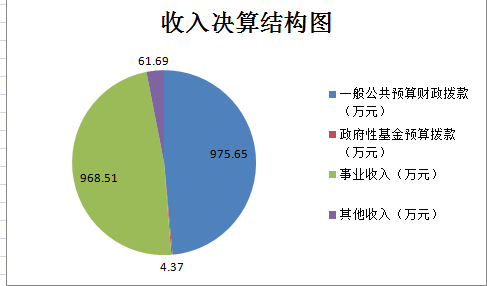 收入决算结构图
61.69
975.65
968.51
4.37
一般公共预算财政拨款
（万元）
政府性基金预算拨款
（万元）
事业收入（万元）
其他收入（万元）